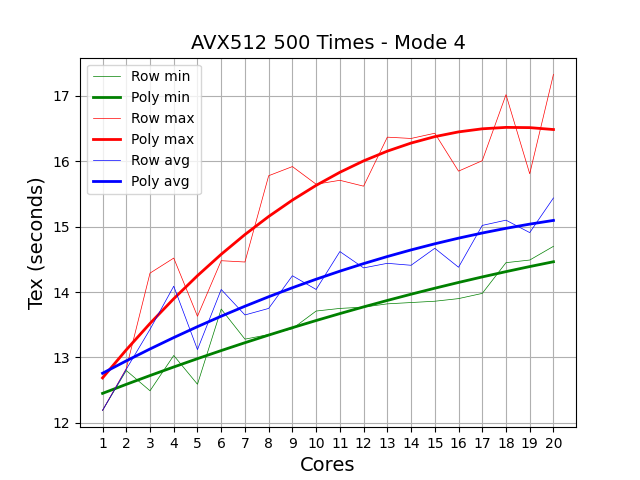 AVX512 500 Times - Mode 4
Row min
Poly min
Row max
Poly max
Row avg
Poly avg
Tex (seconds)
17
16
15
14
13
12
1 2 3 4 5 6 7 8 9 10 11 12 13 14 15 16 17 18 19 20
Cores